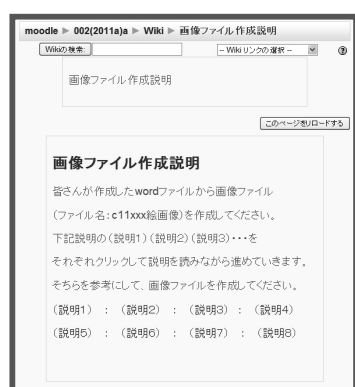 moodle ► 002(2011a)a ► Wiki ► 画像ファイル作成説明
Wikiの検索: -- Wiki リンクの選択 --
画像ファイル作成説明
このページをリロードする
画像ファイル作成説明
皆さんが作成したwordファイルから画像ファイル
(ファイル名:c11xxx絵画像)を作成してください。
下記説明の(説明1)(説明2)(説明3)・・・を
それぞれクリックして説明を読みながら進めていきます。
そちらを参考にして、画像ファイルを作成してください。
(説明1) : (説明2) : (説明3) : (説明4)
(説明5) : (説明6) : (説明7) : (説明8)